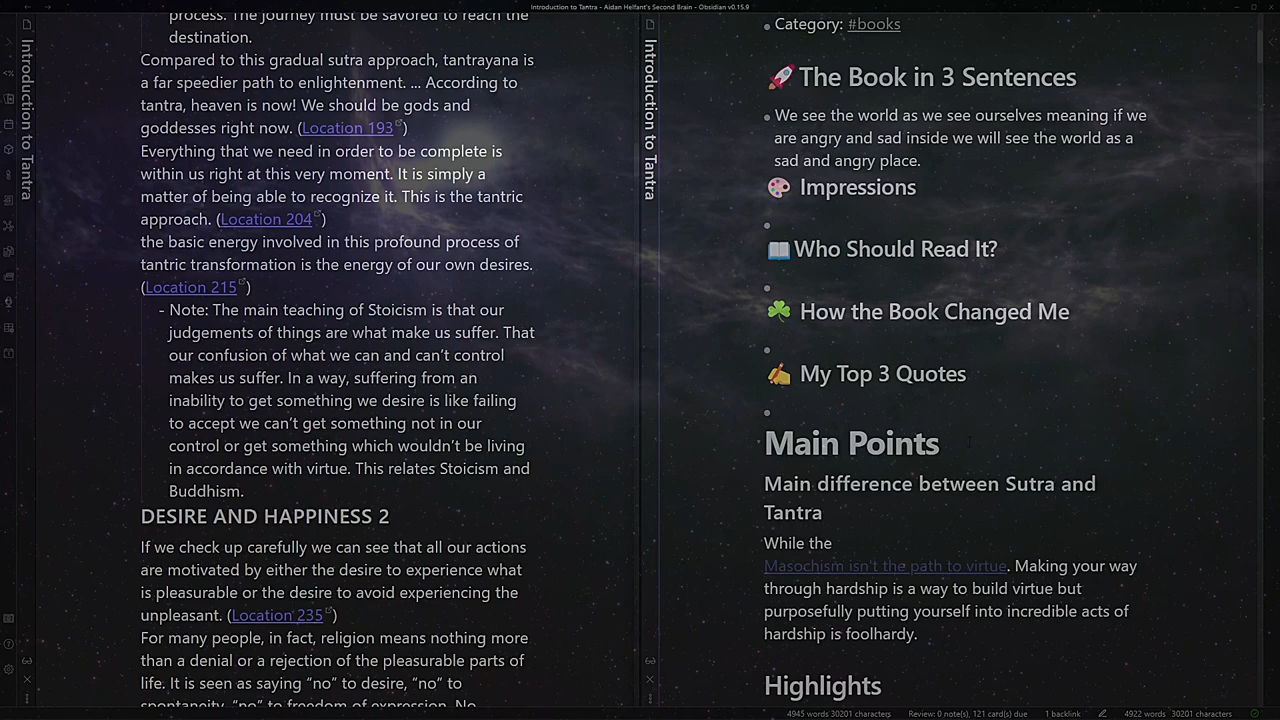 Introduction to Tantra - Aidan Helfant's Second Brain - Obsidian v0.15.9
Introduction to Tantra
process. The journey must be savored to reach the
destination.
Compared to this gradual sutra approach, tantrayana is
a far speedier path to enlightenment. ... According to
tantra, heaven is now! We should be gods and
goddesses right now. (Location 193)
Everything that we need in order to be complete is
within us right at this very moment. It is simply a
matter of being able to recognize it. This is the tantric
approach. (Location 204)
the basic energy involved in this profound process of
tantric transformation is the energy of our own desires.
(Location 215)
- Note: The main teaching of Stoicism is that our
judgements of things are what make us suffer. That
our confusion of what we can and can't control
makes us suffer. In a way, suffering from an
inability to get something we desire is like failing
to accept we can't get something not in our
control or get something which wouldn't be living
in accordance with virtue. This relates Stoicism and
Buddhism.
DESIRE AND HAPPINESS 2
If we check up carefully we can see that all our actions
are motivated by either the desire to experience what
is pleasurable or the desire to avoid experiencing the
unpleasant. (Location 235)
For many people, in fact, religion means nothing more
than a denial or a rejection of the pleasurable parts of
life. It is seen as saying "no" to desire, "no" to
spontaneity, "no" to freedom of expression. No
Introduction to Tantra
Category: #books
🚀 The Book in 3 Sentences
We see the world as we see ourselves meaning if we
are angry and sad inside we will see the world as a
sad and angry place.
🎨 Impressions
📖 Who Should Read It?
☘️ How the Book Changed Me
✍️ My Top 3 Quotes
Main Points
Main difference between Sutra and
Tantra
While the
Masochism isn't the path to virtue. Making your way
through hardship is a way to build virtue but
purposefully putting yourself into incredible acts of
hardship is foolhardy.
Highlights
4945 words 30201 characters Review: 0 note(s), 121 card(s) due 1 backlink 4922 words 30201 characters